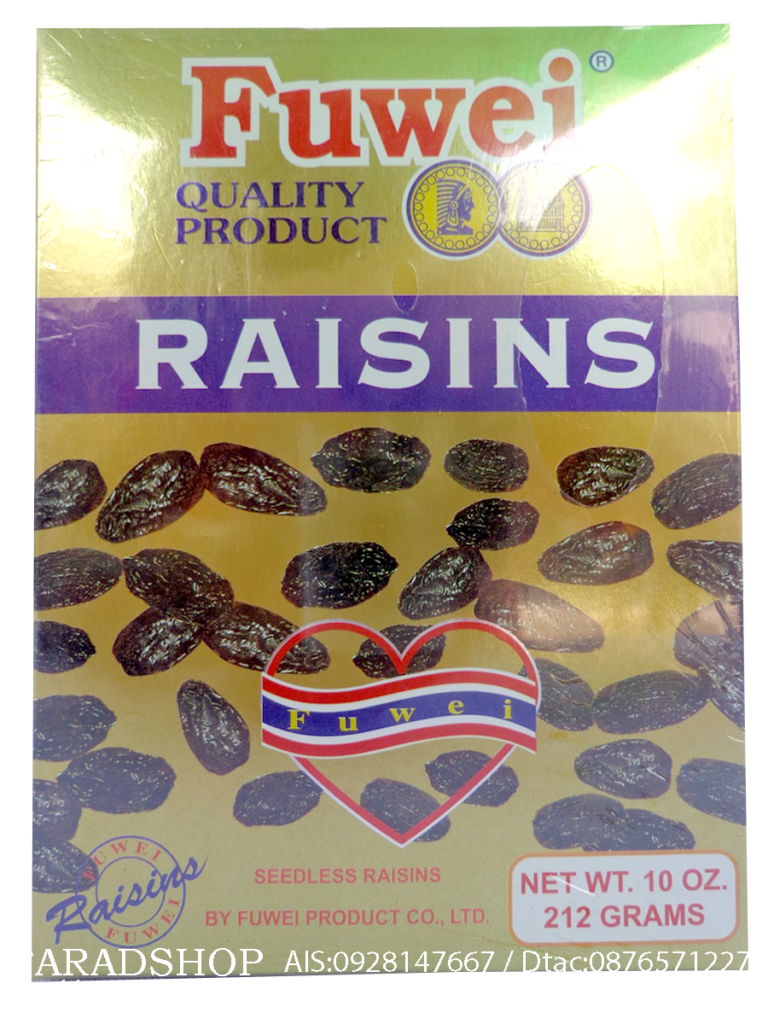 Fuwei®
QUALITY
PRODUCT
RAISINS
Fuwei
FUWEI
Raisins
FUWEI
SEEDLESS RAISINS
BY FUWEI PRODUCT CO., LTD.
NET WT. 10 OZ.
212 GRAMS
TARADSHOP AIS:0928147667 / Dtac:0876571227